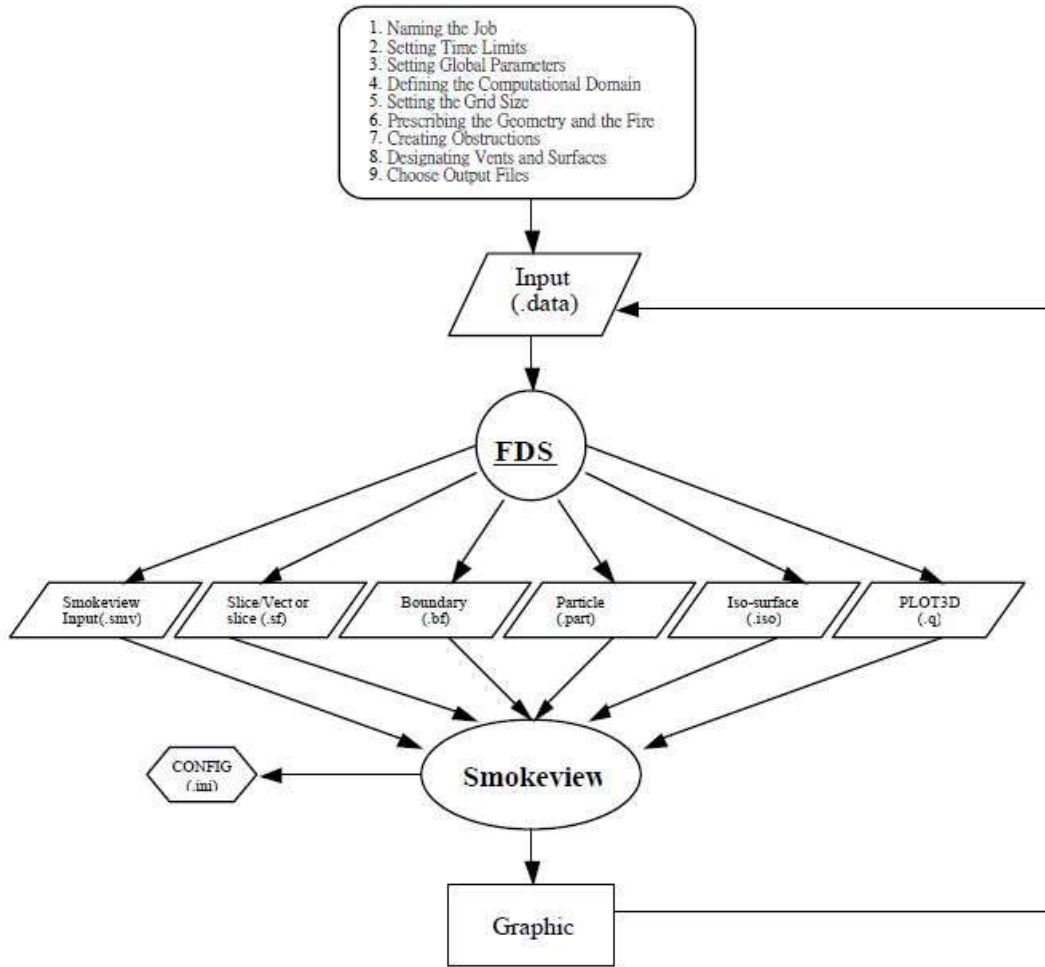 1. Naming the Job
2. Setting Time Limits
3. Setting Global Parameters
4. Defining the Computational Domain
5. Setting the Grid Size
6. Prescribing the Geometry and the Fire
7. Creating Obstructions
8. Designating Vents and Surfaces
9. Choose Output Files
Input
(.data)
FDS
Smokeview
Input(.smv)
Slice/Vect or
slice (.sf)
Boundary
(.bf)
Particle
(.part)
Iso-surface
(.iso)
PLOT3D
(.q)
CONFIG
(.ini)
Smokeview
Graphic